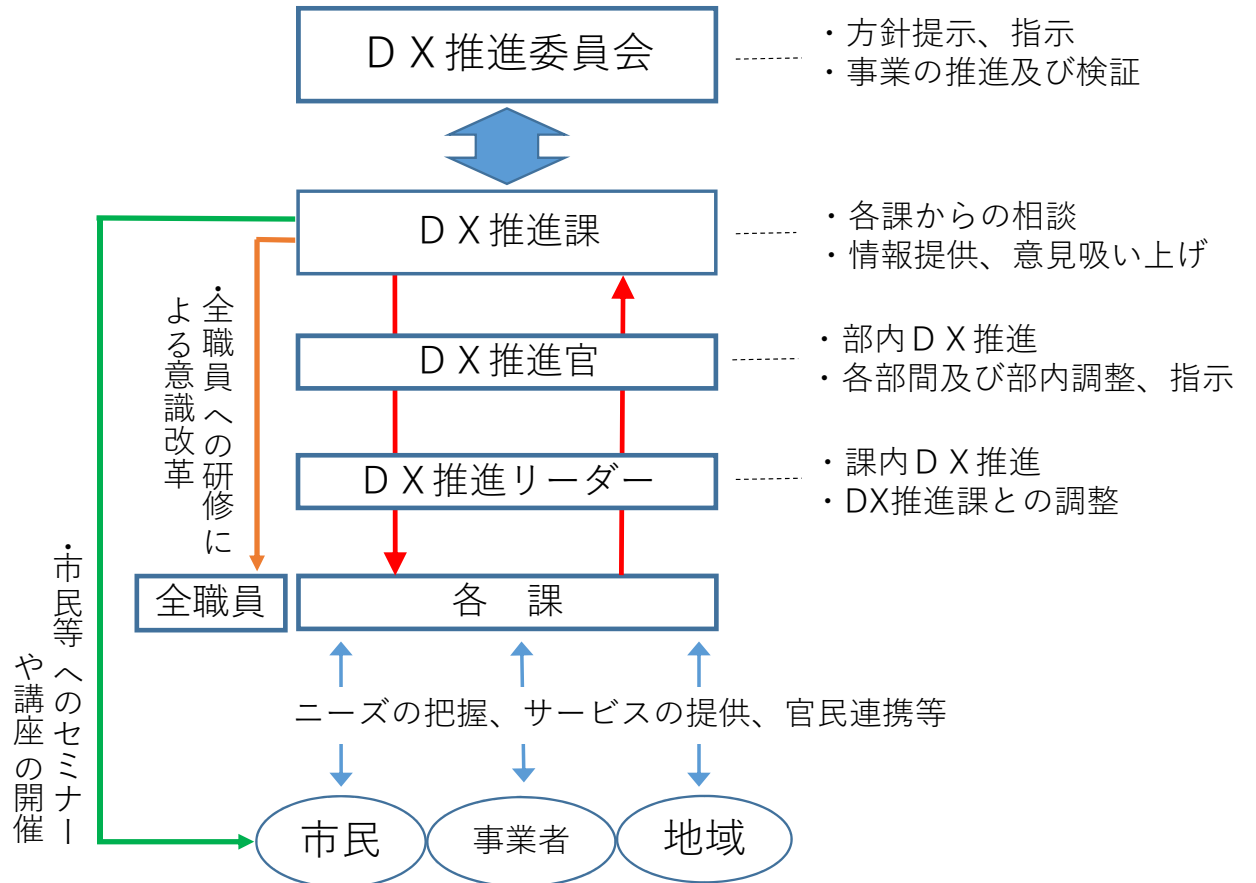 ＤＸ推進委員会
・方針提示、指示
・事業の推進及び検証
ＤＸ推進課
・各課からの相談
・情報提供、意見吸い上げ
ＤＸ推進官
・部内ＤＸ推進
・各部間及び部内調整、指示
ＤＸ推進リーダー
・課内ＤＸ推進
・DX推進課との調整
・全職員への研修に
よる意識改革
全職員
各　課
・市民等へのセミナー
や講座の開催
ニーズの把握、サービスの提供、官民連携等
市民
事業者
地域